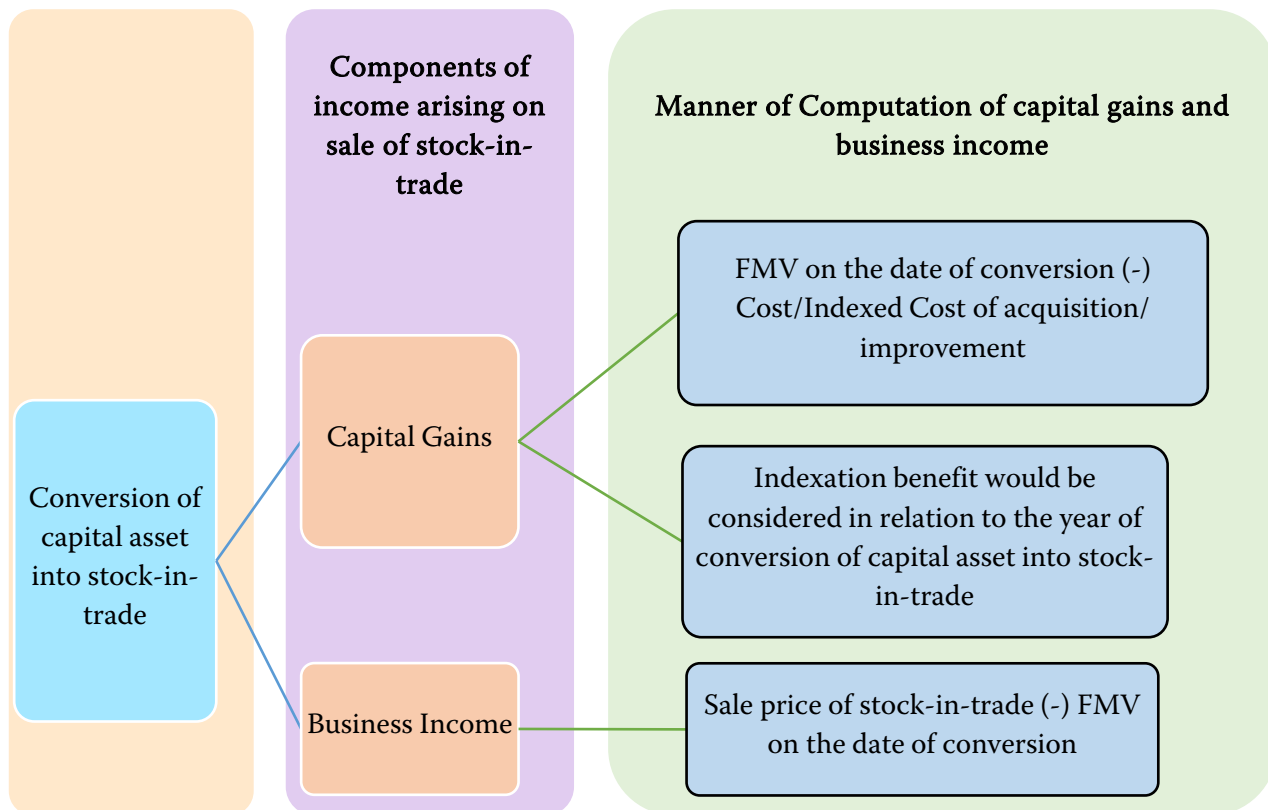 Components of
income arising on
sale of stock-in-
trade
Manner of Computation of capital gains and
business income
Conversion of
capital asset
into stock-in-
trade
Capital Gains
FMV on the date of conversion (-)
Cost/Indexed Cost of acquisition/
improvement
Indexation benefit would be
considered in relation to the year of
conversion of capital asset into stock-
in-trade
Business Income
Sale price of stock-in-trade (-) FMV
on the date of conversion